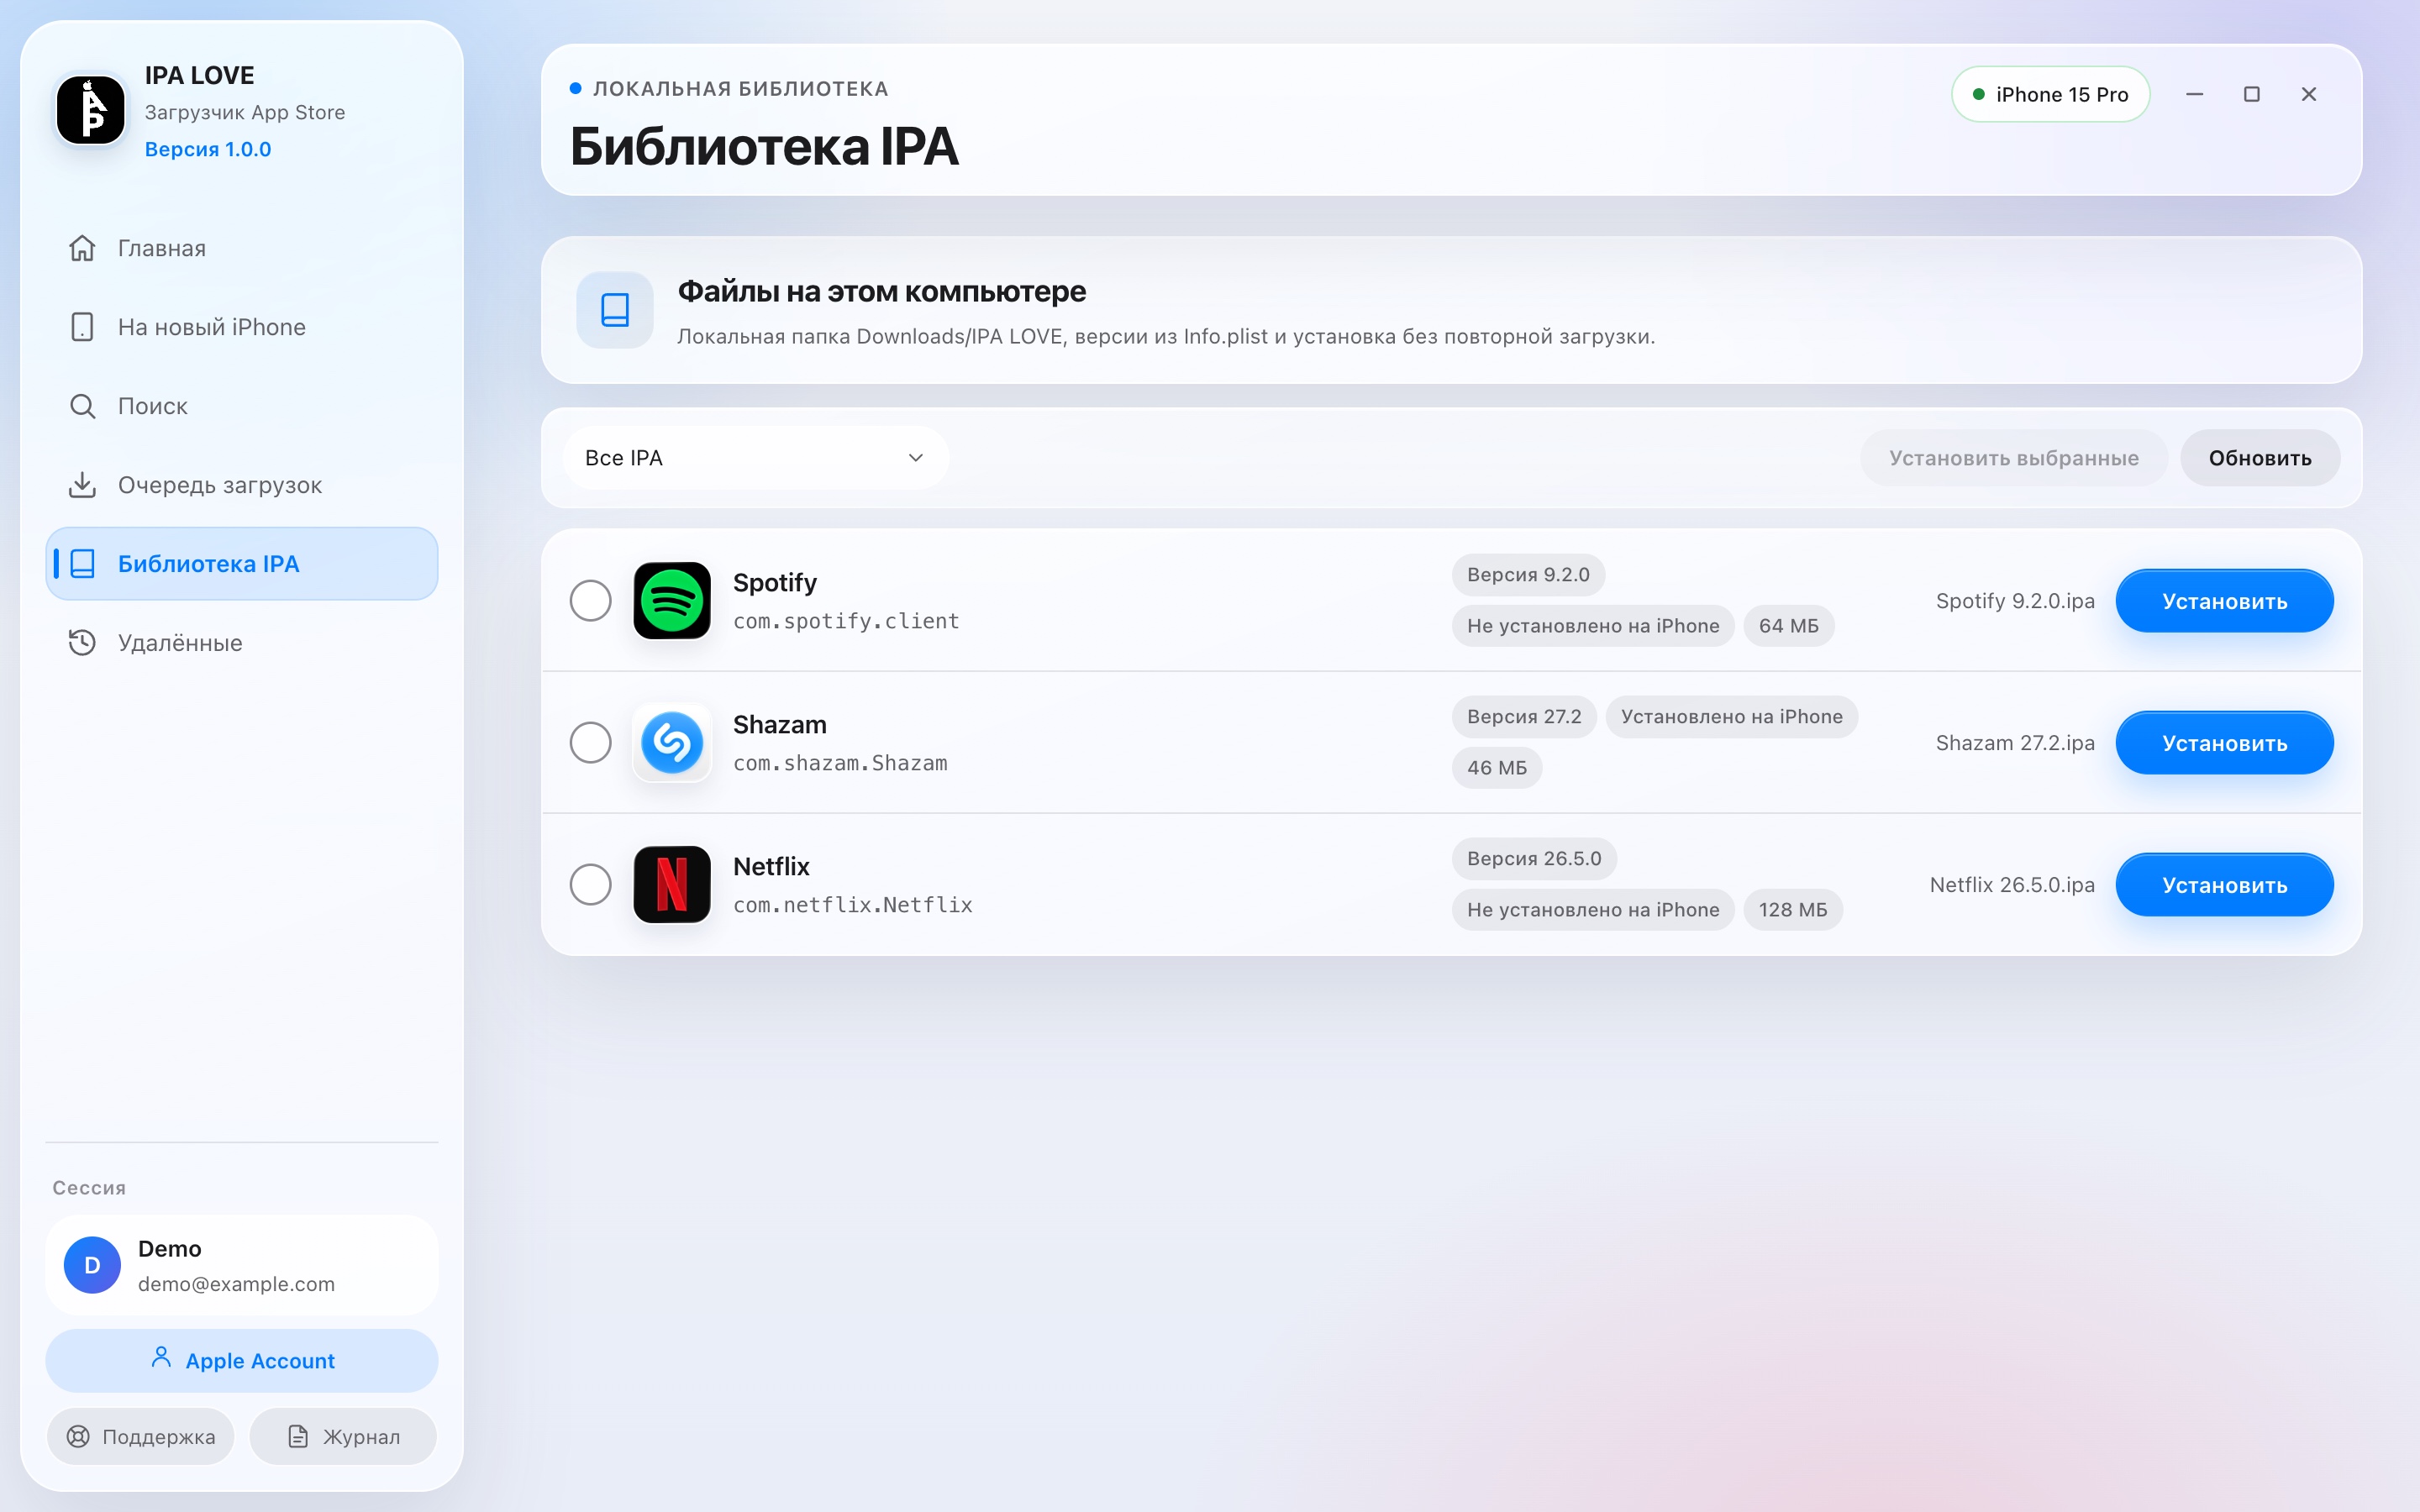 IPA LOVE
Загрузчик App Store
Версия 1.0.0
Главная
На новый iPhone
Поиск
Очередь загрузок
Библиотека IPA
Удалённые
Сессия
D
Demo
demo@example.com
Apple Account
Поддержка
Журнал
ЛОКАЛЬНАЯ БИБЛИОТЕКА
Библиотека IPA
iPhone 15 Pro
Файлы на этом компьютере
Локальная папка Downloads/IPA LOVE, версии из Info.plist и установка без повторной загрузки.
Все IPA
Установить выбранные
Обновить
Spotify
com.spotify.client
Версия 9.2.0
Не установлено на iPhone
64 МБ
Spotify 9.2.0.ipa
Установить
Shazam
com.shazam.Shazam
Версия 27.2
Установлено на iPhone
46 МБ
Shazam 27.2.ipa
Установить
Netflix
com.netflix.Netflix
Версия 26.5.0
Не установлено на iPhone
128 МБ
Netflix 26.5.0.ipa
Установить